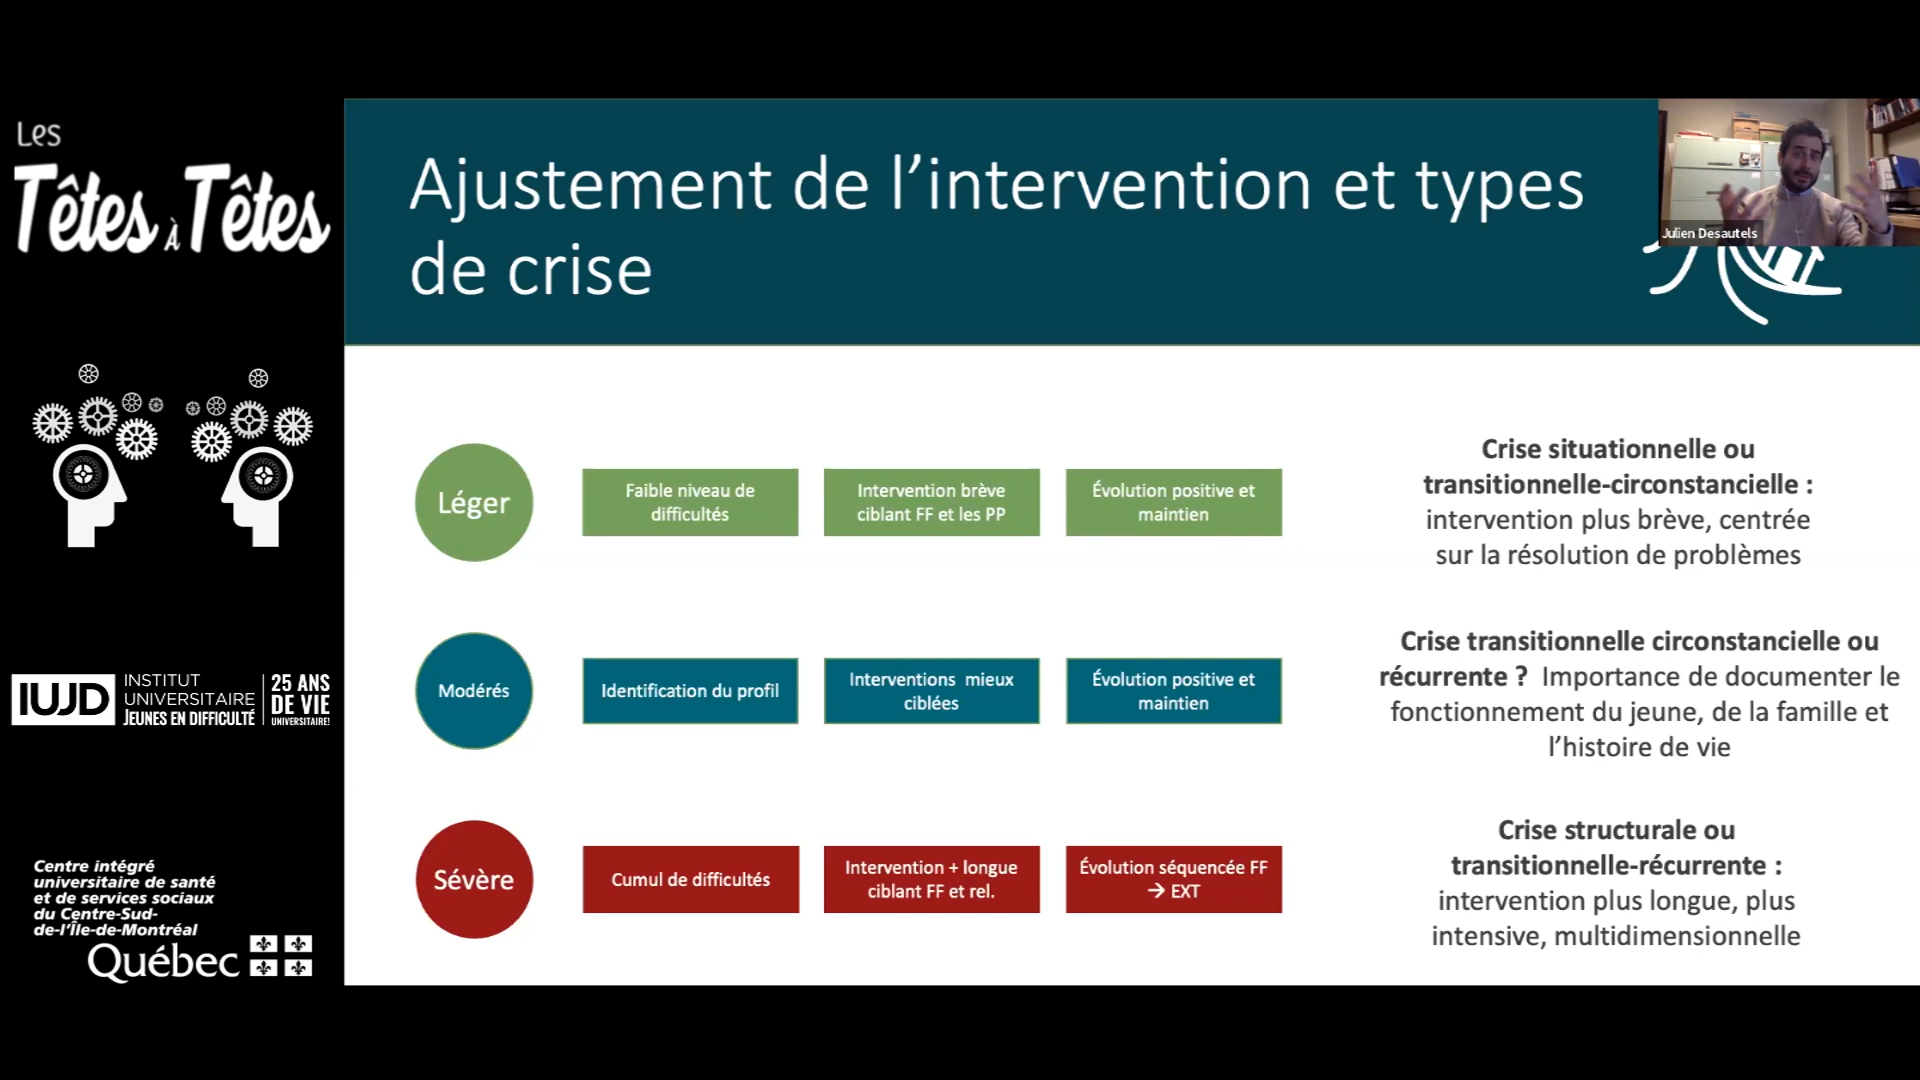 Les
Têtes à Têtes
IUJD
INSTITUT
UNIVERSITAIRE
JEUNES EN DIFFICULTÉ
25 ANS
DE VIE
UNIVERSITAIRE!
Centre intégré
universitaire de santé
et de services sociaux
du Centre-Sud-
de-l'Île-de-Montréal
Québec
Ajustement de l’intervention et types
de crise
Julien Desautels
Léger
Faible niveau de
difficultés
Intervention brève
ciblant FF et les PP
Évolution positive et
maintien
Crise situationnelle ou
transitionnelle-circonstancielle :
intervention plus brève, centrée
sur la résolution de problèmes
Modérés
Identification du profil
Interventions mieux
ciblées
Évolution positive et
maintien
Crise transitionnelle circonstancielle ou
récurrente ? Importance de documenter le
fonctionnement du jeune, de la famille et
l’histoire de vie
Sévère
Cumul de difficultés
Intervention + longue
ciblant FF et rel.
Évolution séquencée FF
→ EXT
Crise structurale ou
transitionnelle-récurrente :
intervention plus longue, plus
intensive, multidimensionnelle